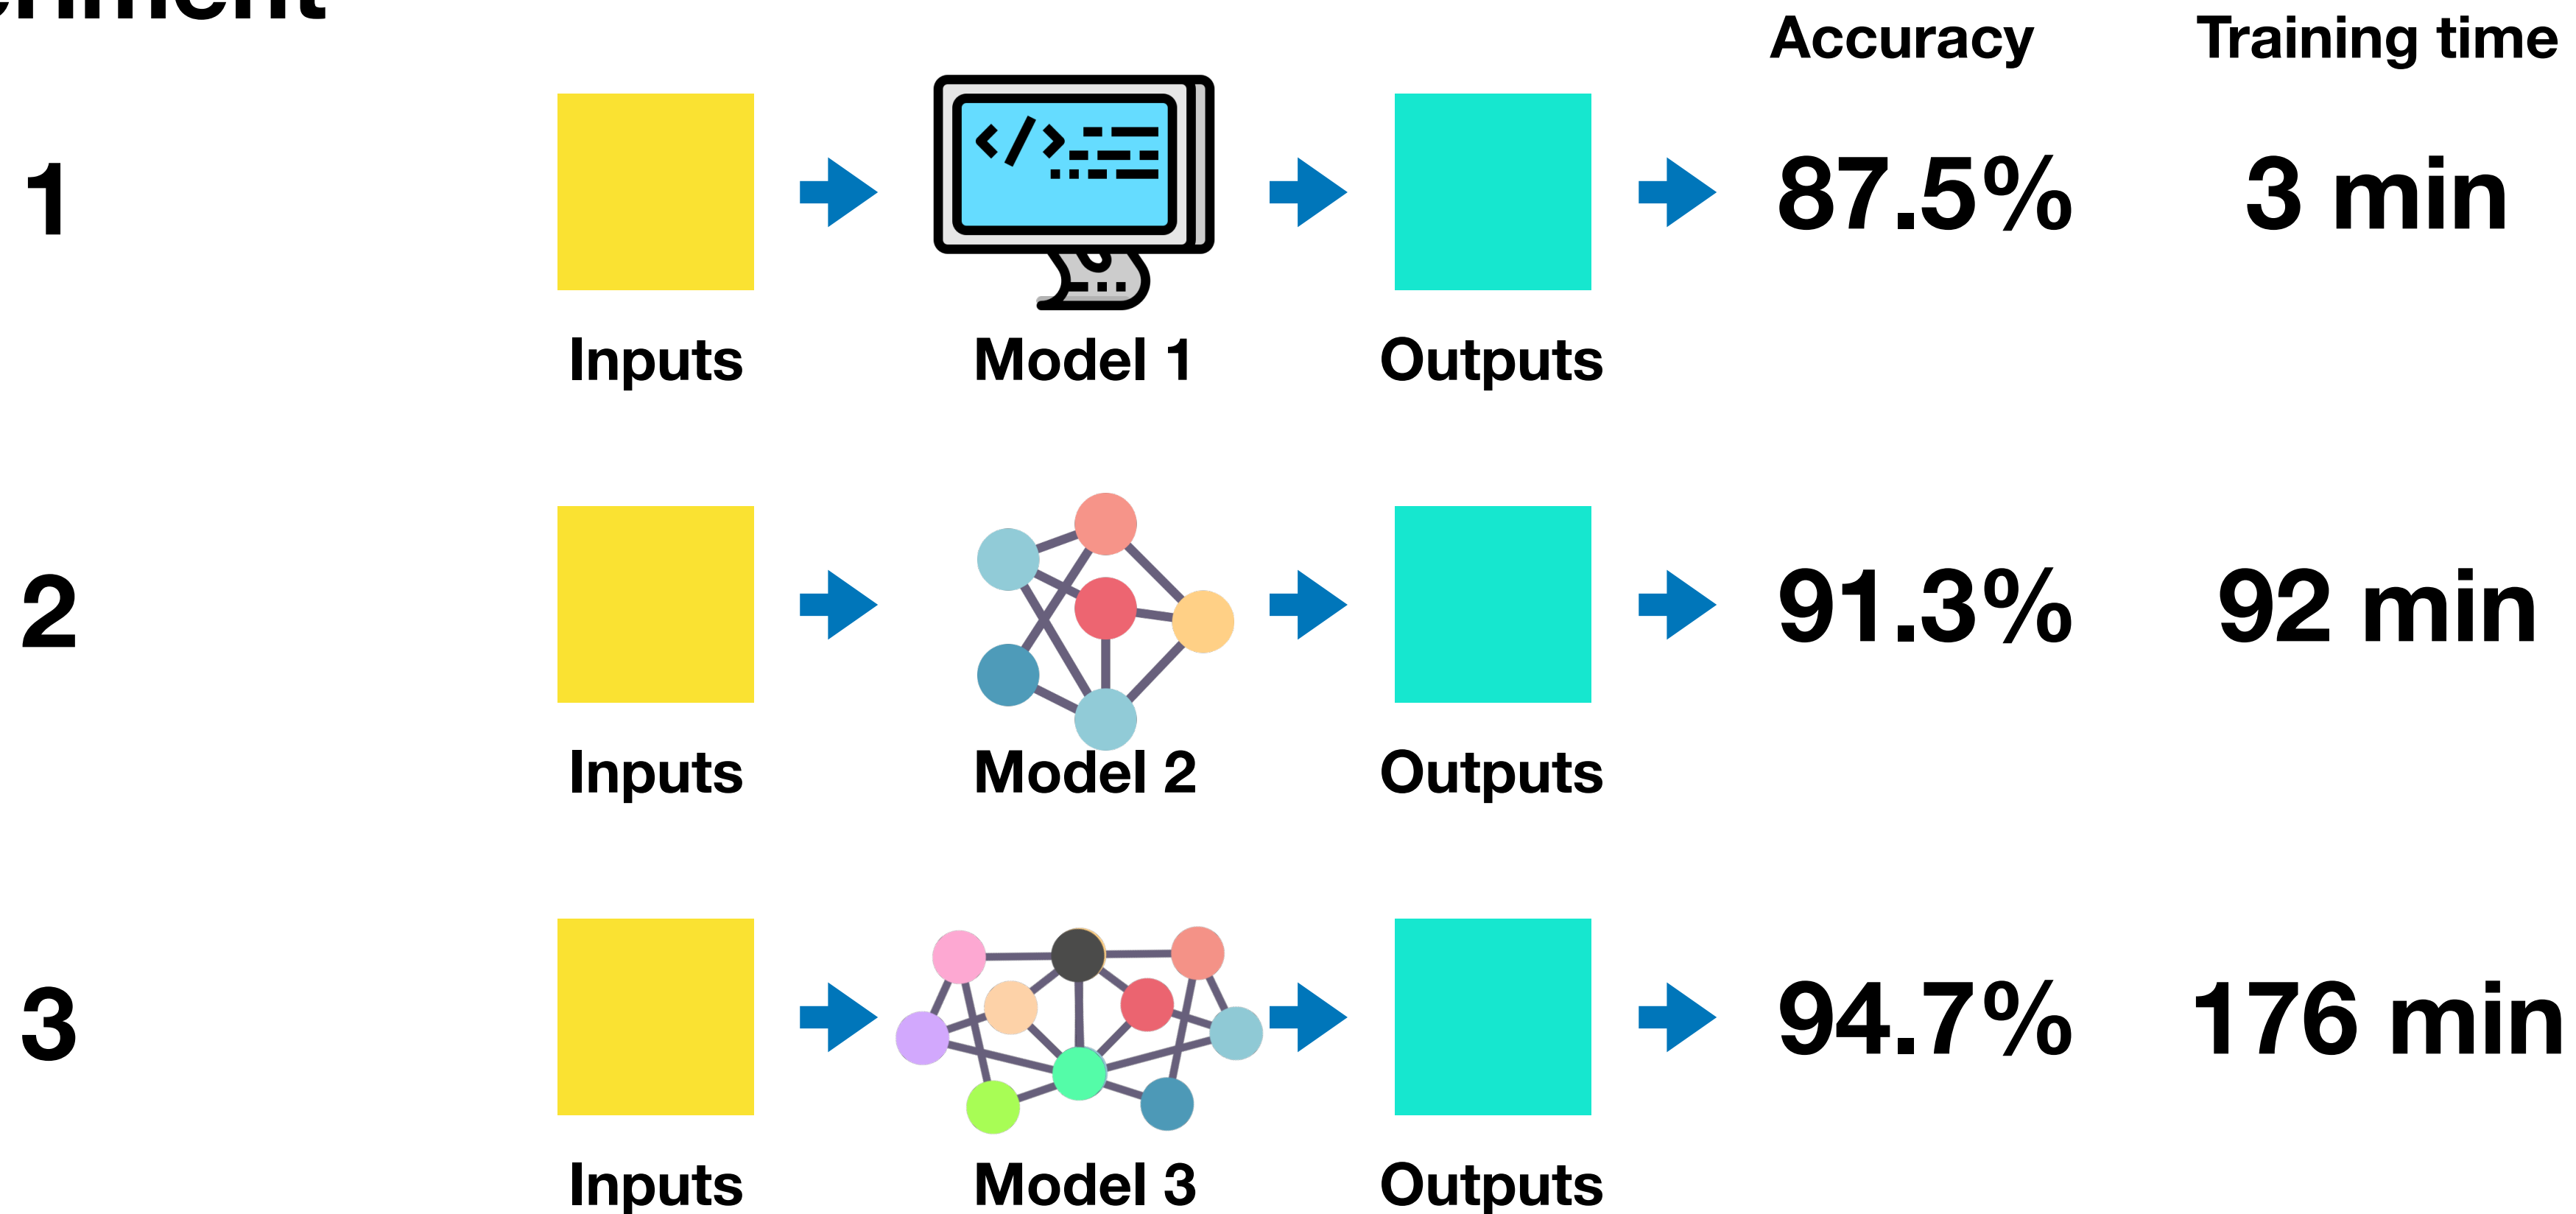 Accuracy Training time
1 87.5% 3 min
Inputs Model 1 Outputs
2 91.3% 92 min
Inputs Model 2 Outputs
3 94.7% 176 min
Inputs Model 3 Outputs